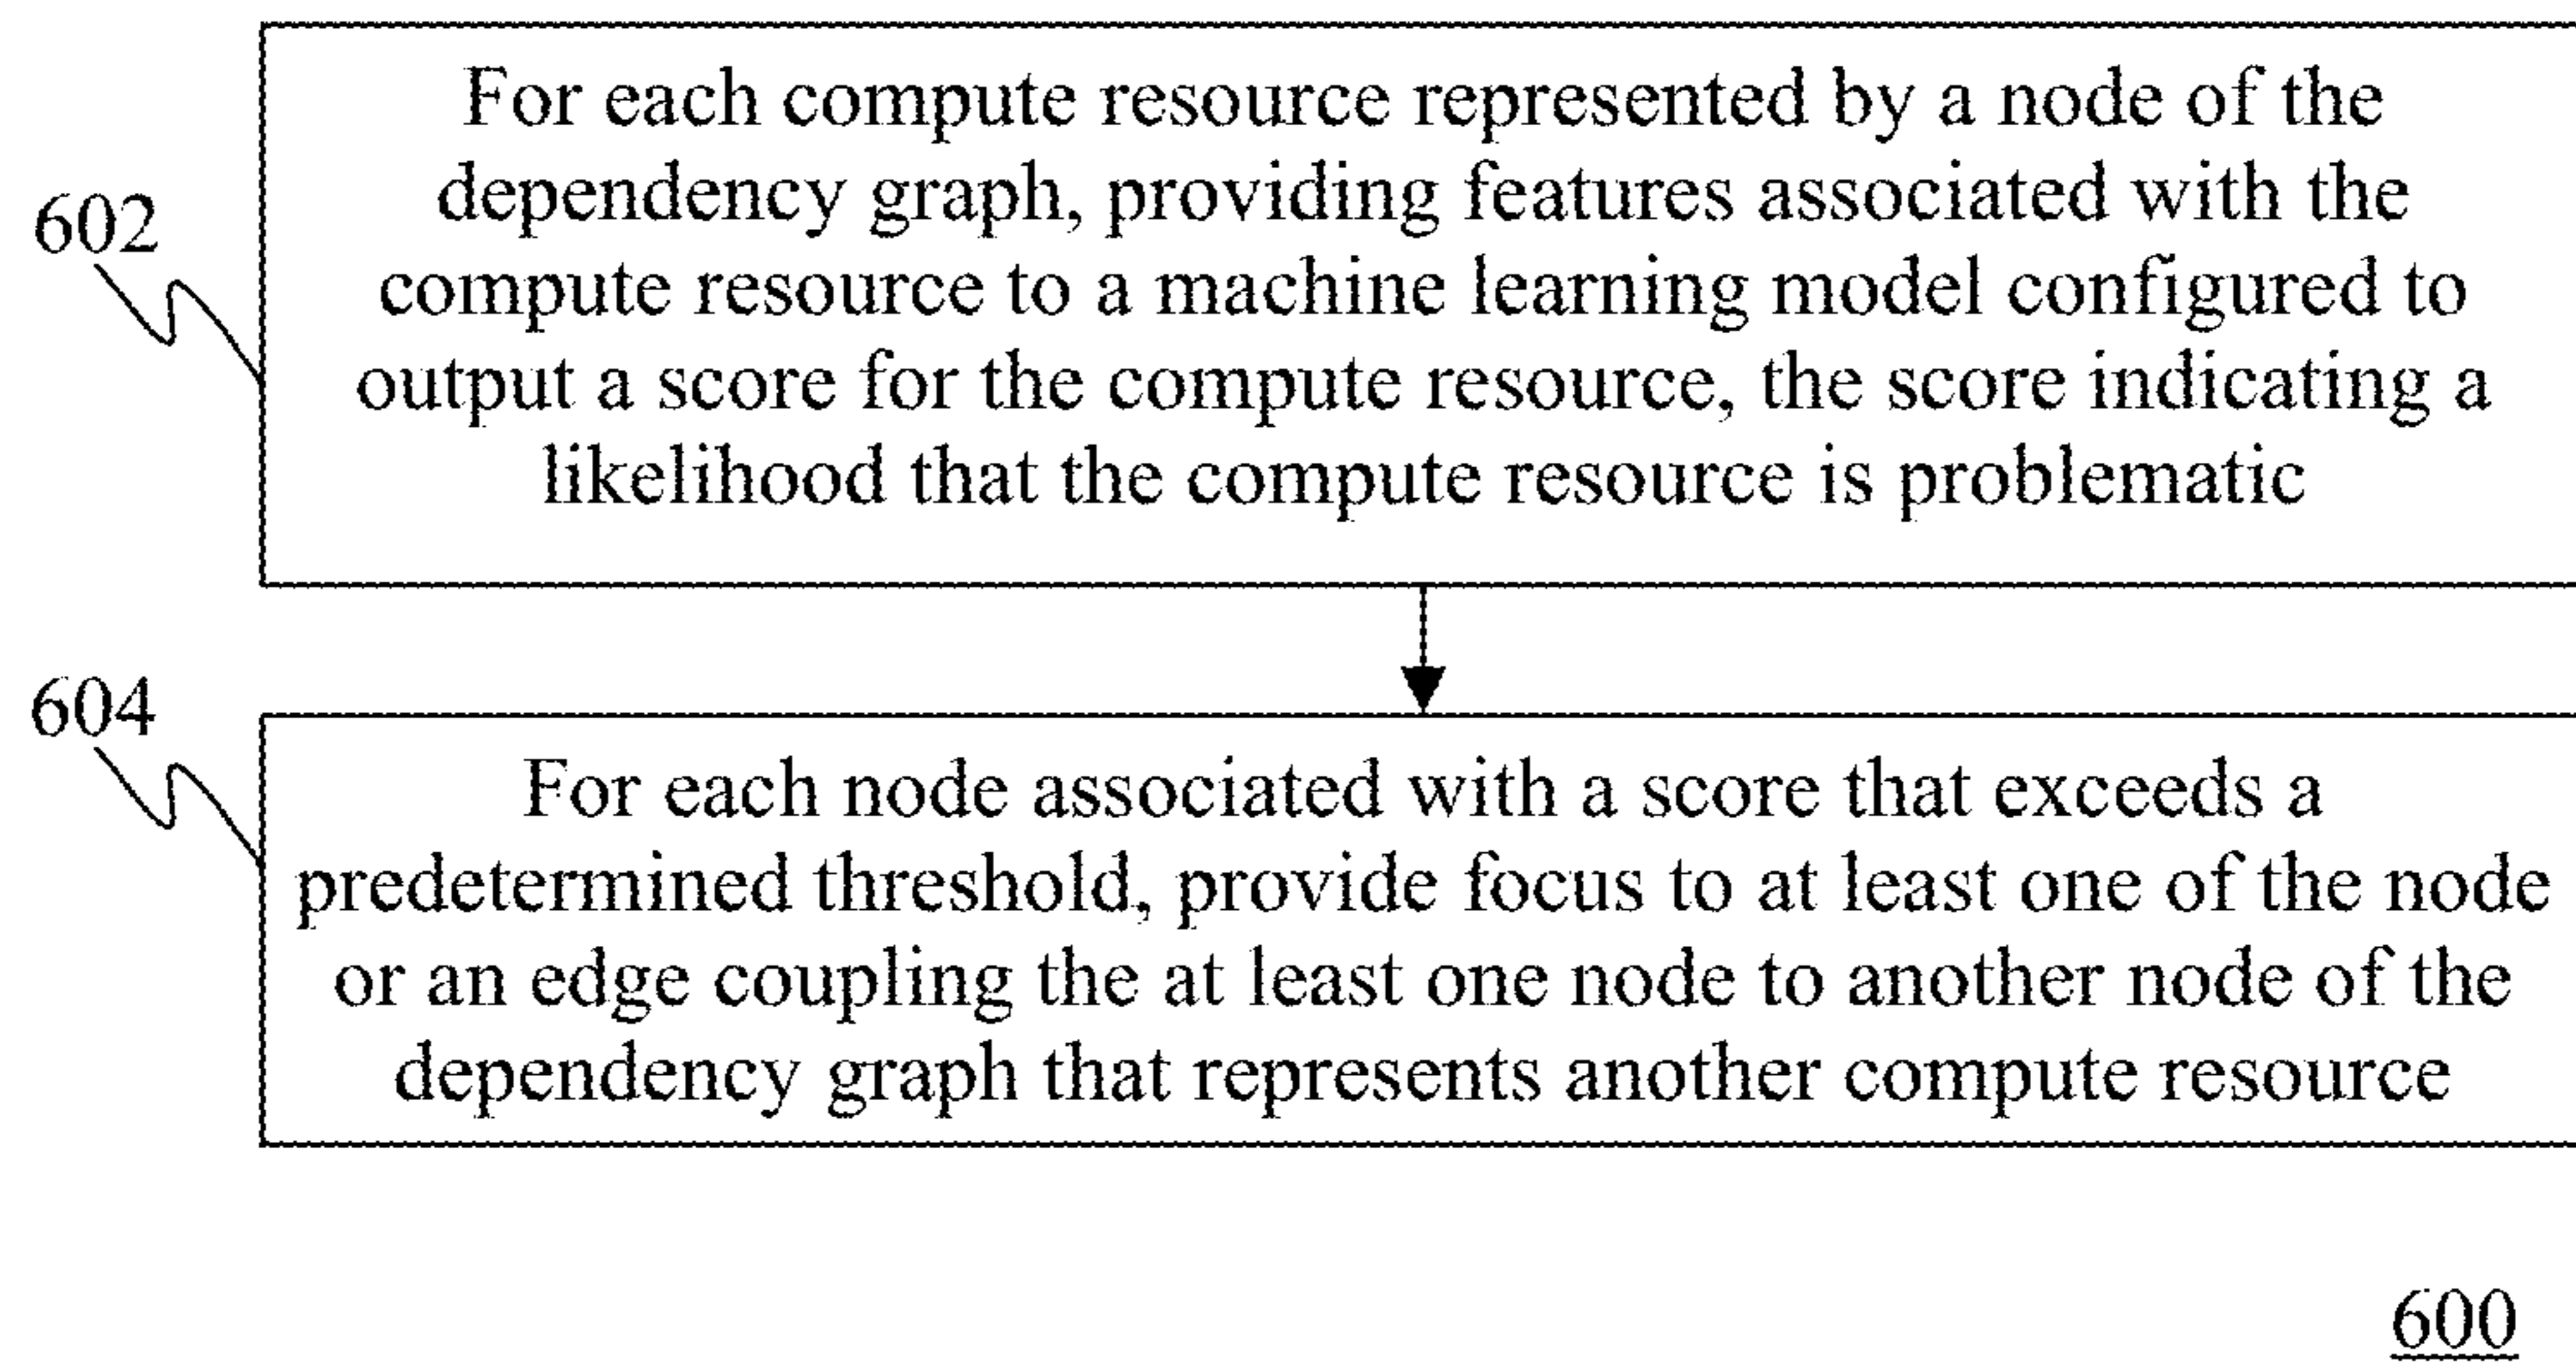 602
For each compute resource represented by a node of the
dependency graph, providing features associated with the
compute resource to a machine learning model configured to
output a score for the compute resource, the score indicating a
likelihood that the compute resource is problematic
604
For each node associated with a score that exceeds a
predetermined threshold, provide focus to at least one of the node
or an edge coupling the at least one node to another node of the
dependency graph that represents another compute resource
600